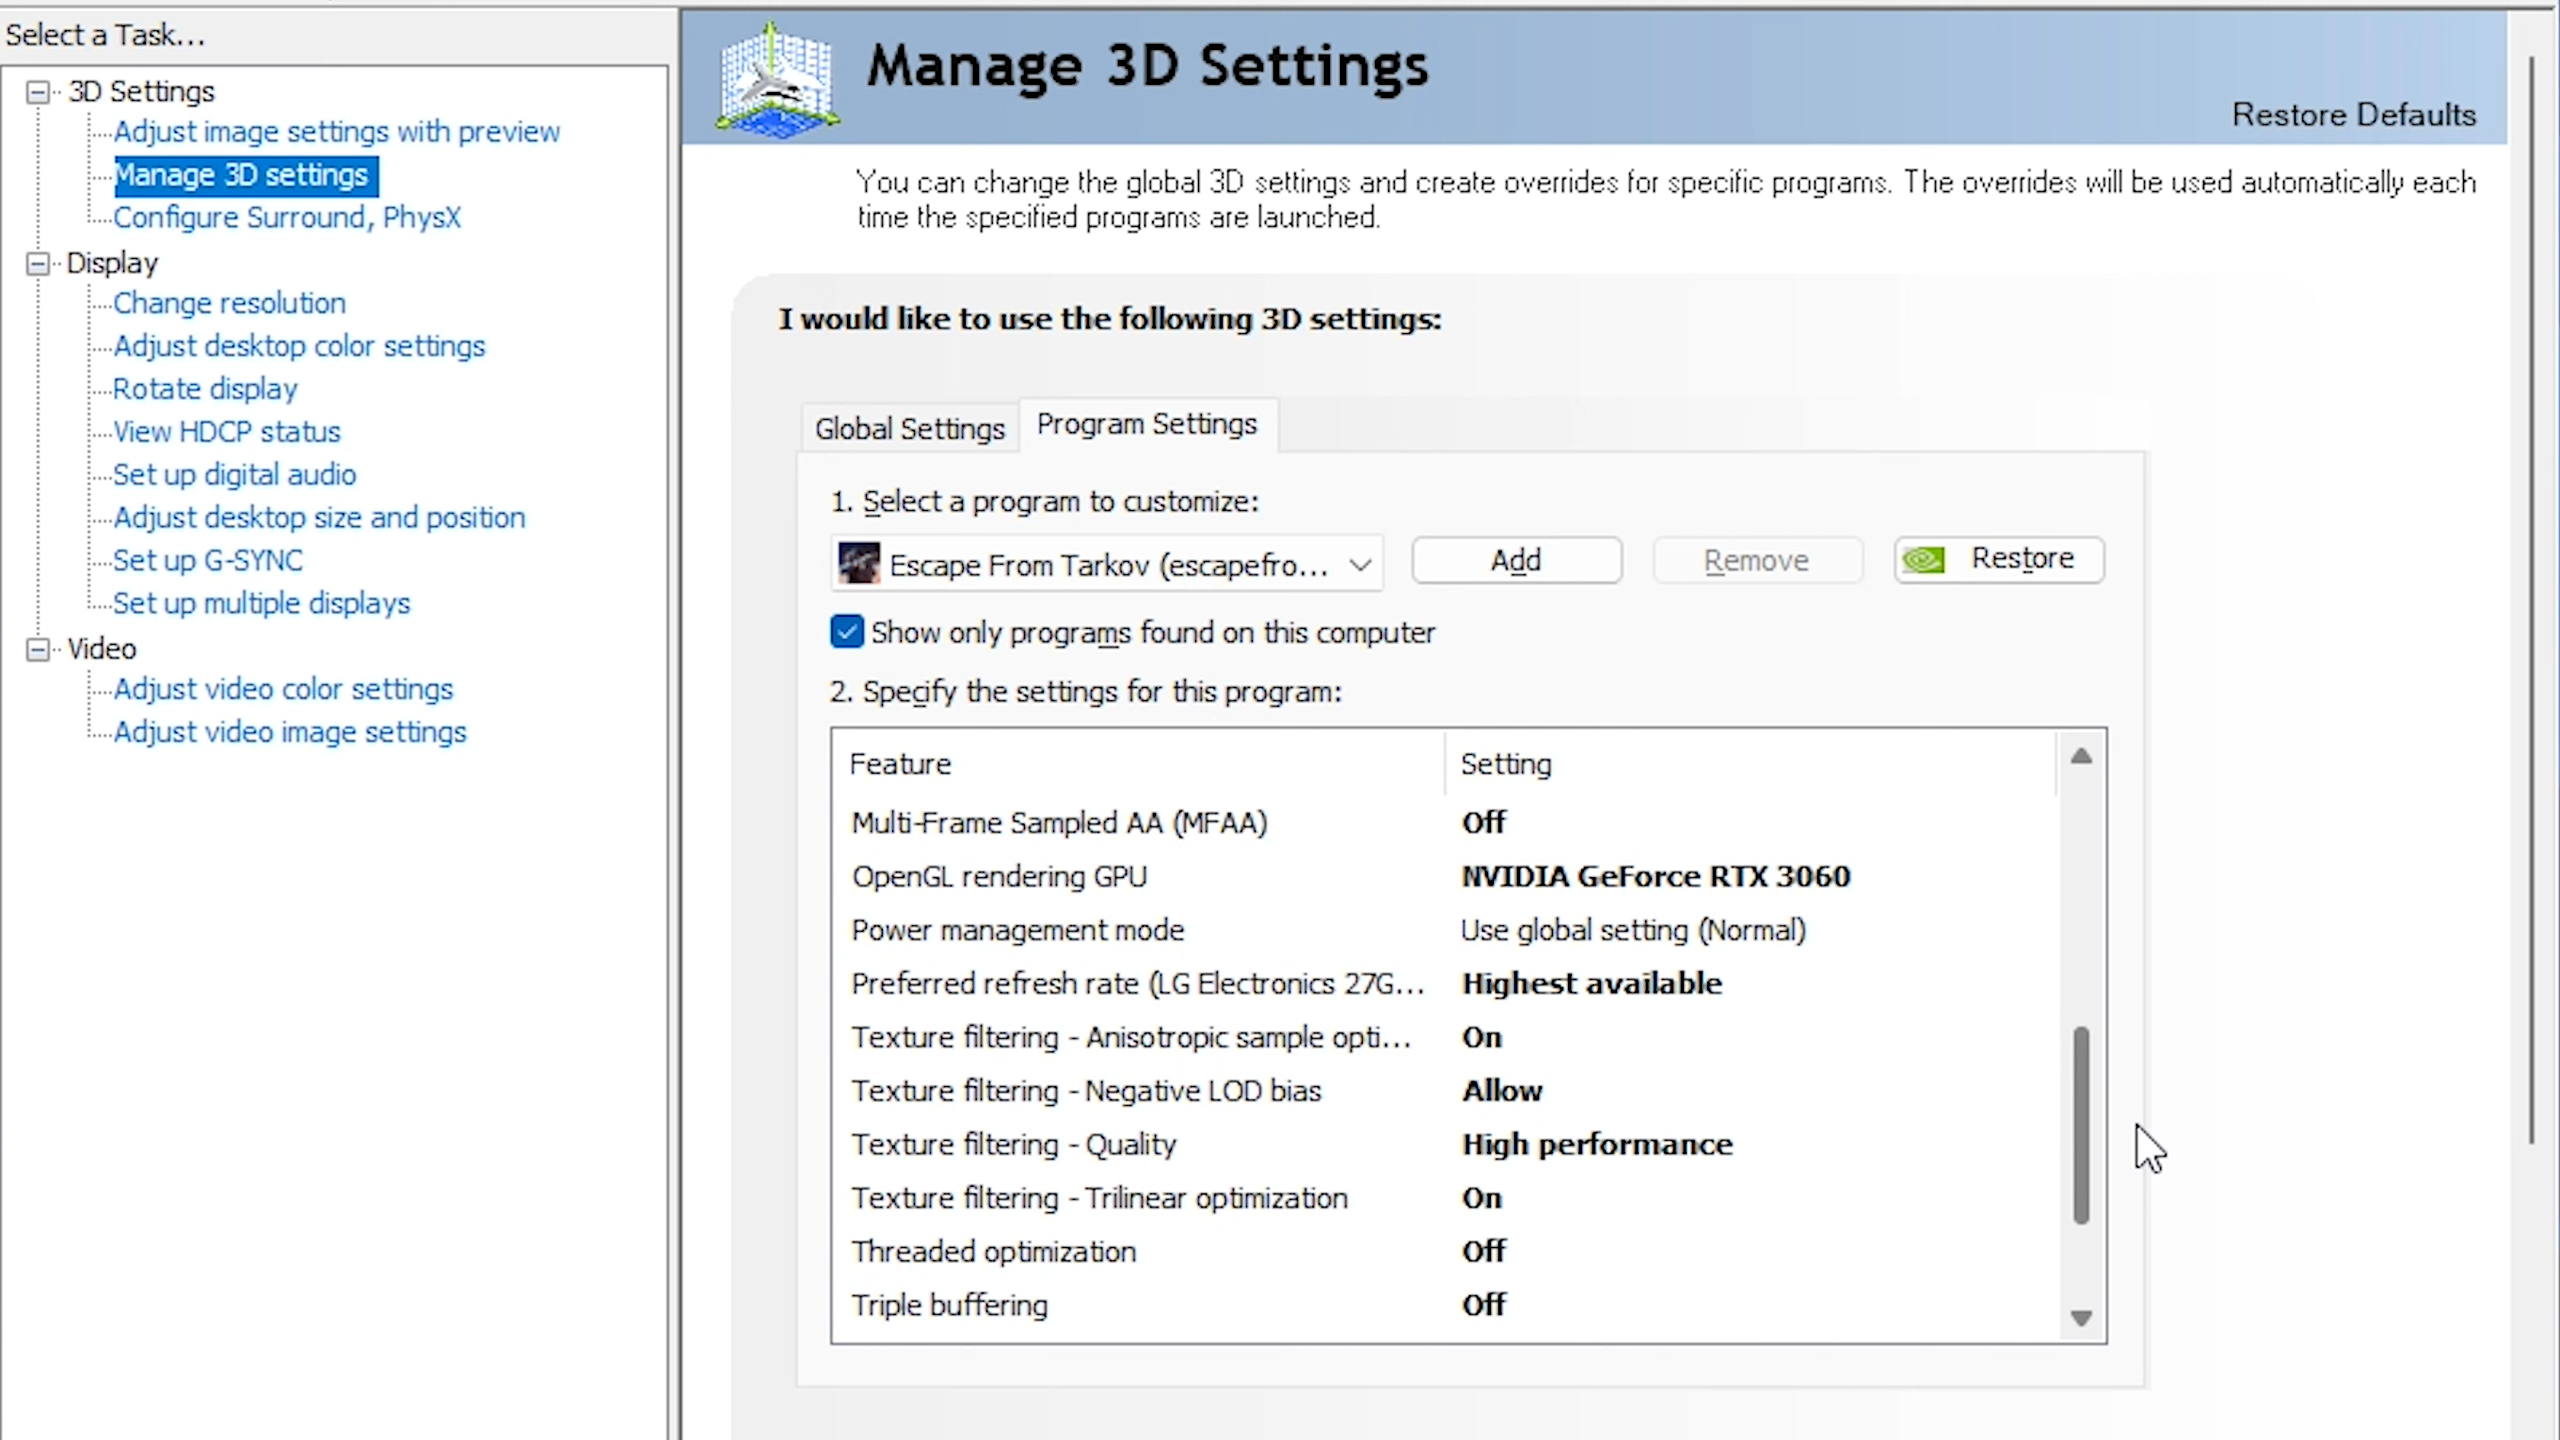 Select a Task...
3D Settings
Adjust image settings with preview
Manage 3D settings
Configure Surround, PhysX
Display
Change resolution
Adjust desktop color settings
Rotate display
View HDCP status
Set up digital audio
Adjust desktop size and position
Set up G-SYNC
Set up multiple displays
Video
Adjust video color settings
Adjust video image settings
Manage 3D Settings
Restore Defaults
You can change the global 3D settings and create overrides for specific programs. The overrides will be used automatically each
time the specified programs are launched.
I would like to use the following 3D settings:
Global Settings
Program Settings
1. Select a program to customize:
Escape From Tarkov (escapefro...
Add
Remove
Restore
Show only programs found on this computer
2. Specify the settings for this program:
Feature Setting
Multi-Frame Sampled AA (MFAA) Off
OpenGL rendering GPU NVIDIA GeForce RTX 3060
Power management mode Use global setting (Normal)
Preferred refresh rate (LG Electronics 27G... Highest available
Texture filtering - Anisotropic sample opti... On
Texture filtering - Negative LOD bias Allow
Texture filtering - Quality High performance
Texture filtering - Trilinear optimization On
Threaded optimization Off
Triple buffering Off